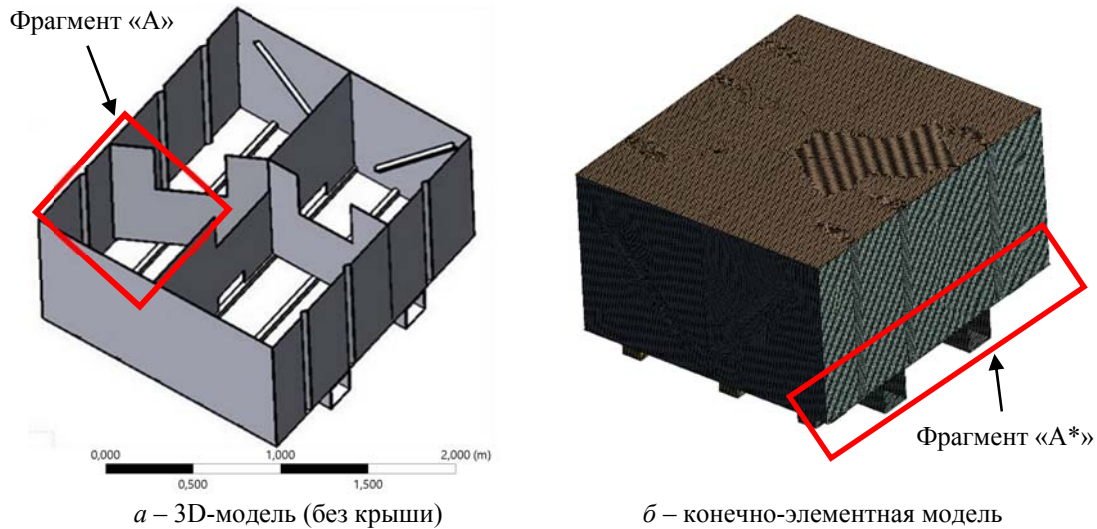 Фрагмент «А»
0,000
1,000
2,000 (m)
0,500
1,500
Фрагмент «А*»
а – 3D-модель (без крыши)
б – конечно-элементная модель